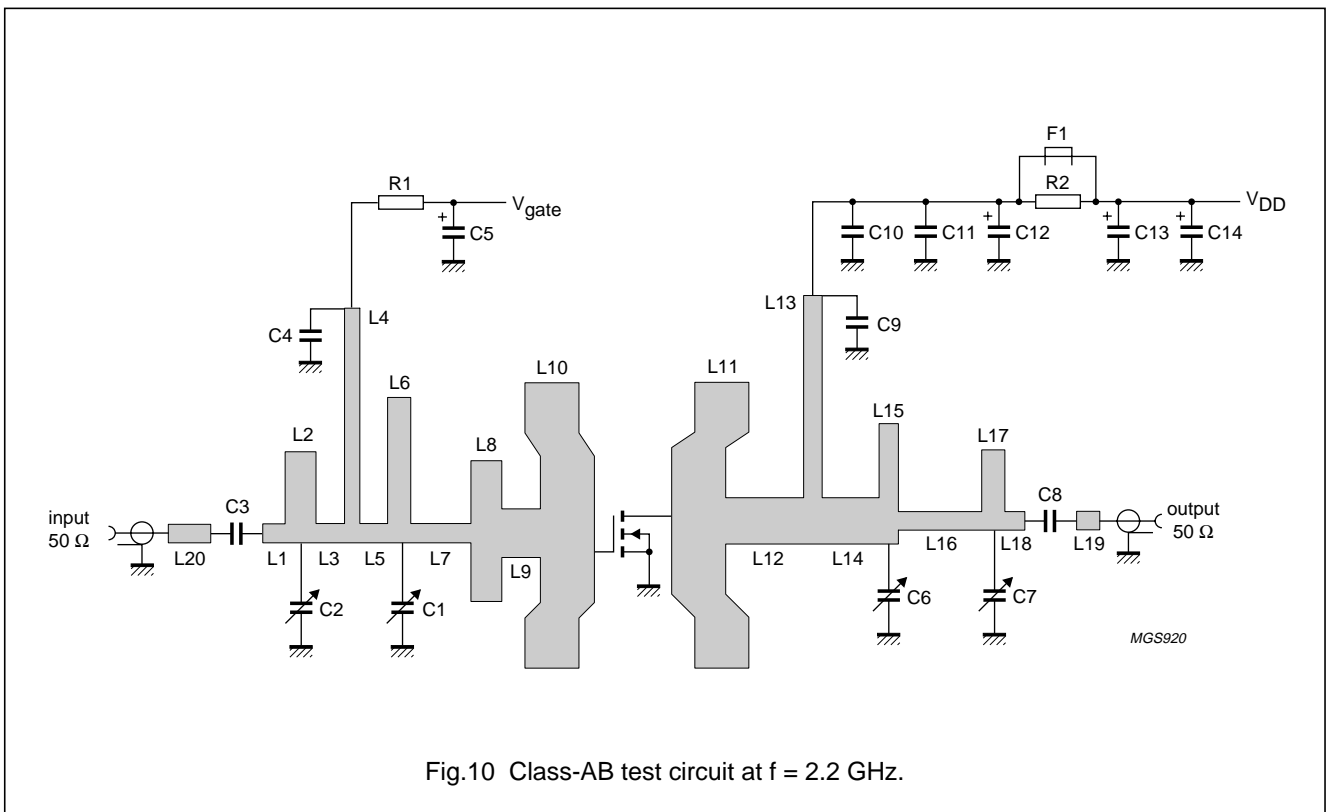 F1
R1
R2
V gate
V DD
+
C5
C10
C11
+
C12
+
C13
+
C14
L13
C9
C4
L4
L6
L10
L11
L15
L2
L8
L17
C3
C8
input
50 Ω
output
50 Ω
L20
L1
L3
L5
L7
L9
L12
L14
L16
L18
L19
C2
C1
C6
C7
MGS920
Fig.10 Class-AB test circuit at f = 2.2 GHz.